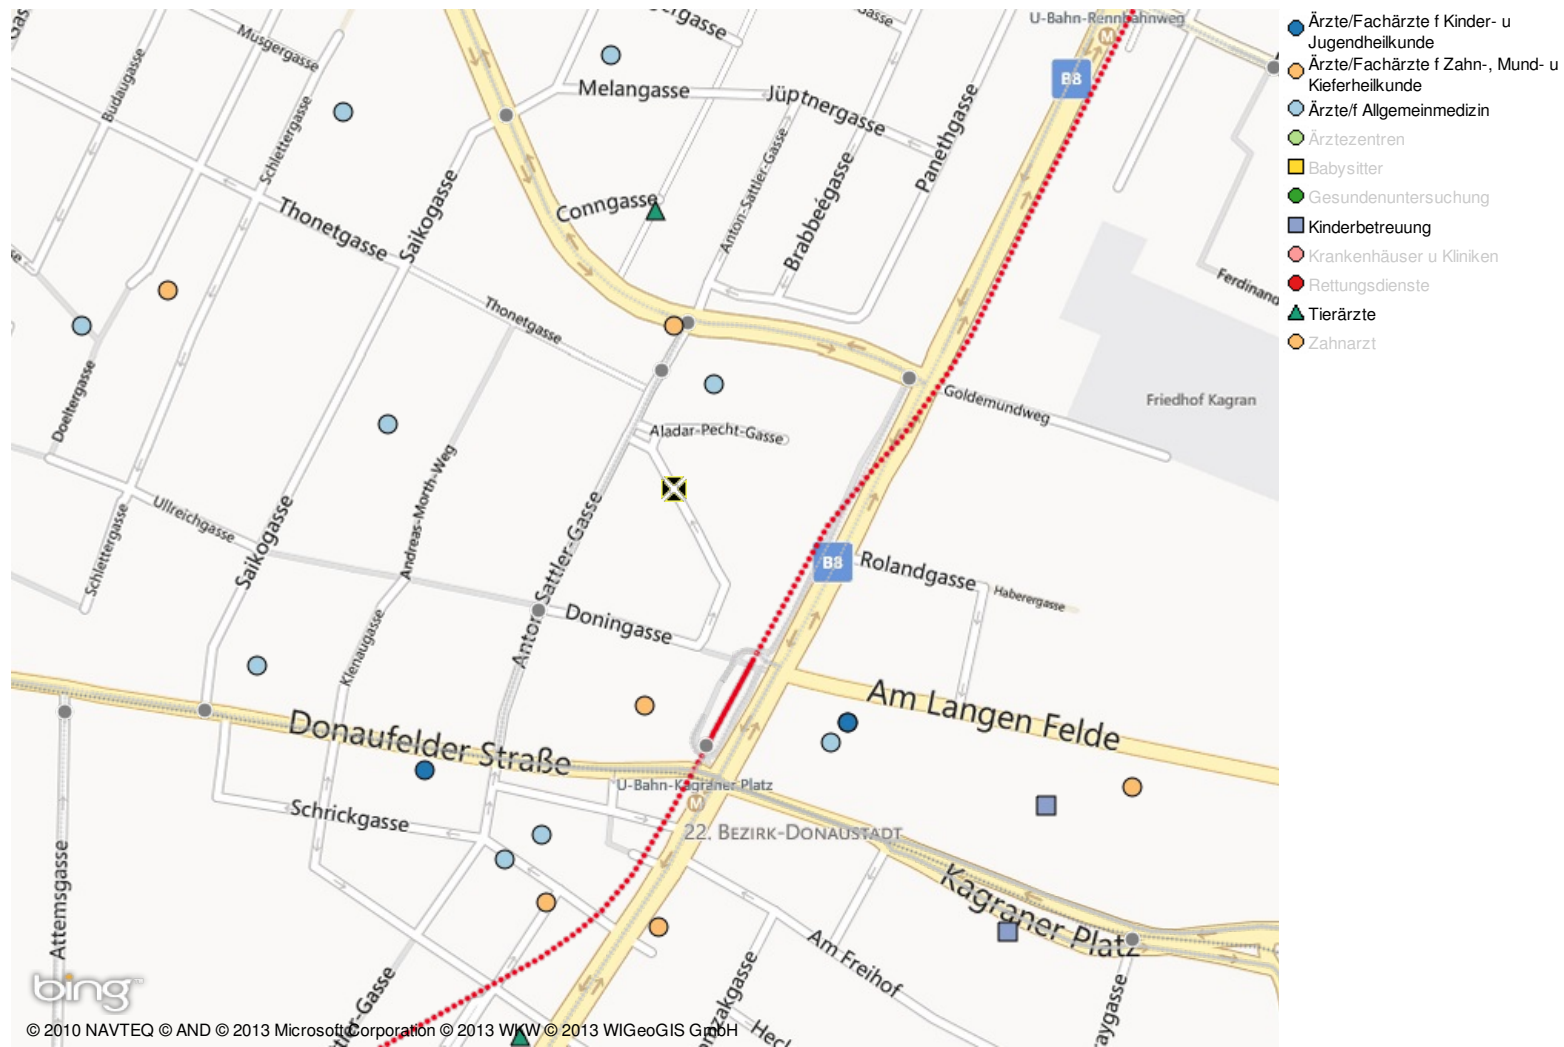 U-Bahn-Rennbahnweg
B8
Musgergasse
Budaugasse
Schlettergasse
Melangasse
Jüptnergasse
Panethgasse
Anton-Sattler-Gasse
Brabbeégasse
Conngasse
Saikogasse
Thonetgasse
Thonetgasse
Doeltergasse
Goldemundweg
Friedhof Kagran
Aladar-Pecht-Gasse
Andreas-Morth-Weg
Ullreichgasse
Saikogasse
Schlettergasse
Anton-Sattler-Gasse
B8
Rolandgasse
Haberergasse
Doningasse
Klenaugasse
Am Langen Felde
Donaufelder Straße
U-Bahn-Kagraner Platz
M
M
22. BEZIRK-DONAUSTADT
Schrickgasse
Attemsgasse
Kagraner Platz
Am Freihof
bing
© 2010 NAVTEQ © AND © 2013 Microsoft Corporation © 2013 WKW © 2013 WIGeoGIS GmbH
Ärzte/Fachärzte f Kinder- u
Jugendheilkunde
Ärzte/Fachärzte f Zahn-, Mund- u
Kieferheilkunde
Ärzte/f Allgemeinmedizin
Ärztezentren
Babysitter
Gesundenuntersuchung
Kinderbetreuung
Krankenhäuser u Kliniken
Rettungsdienste
Tierärzte
Zahnarzt